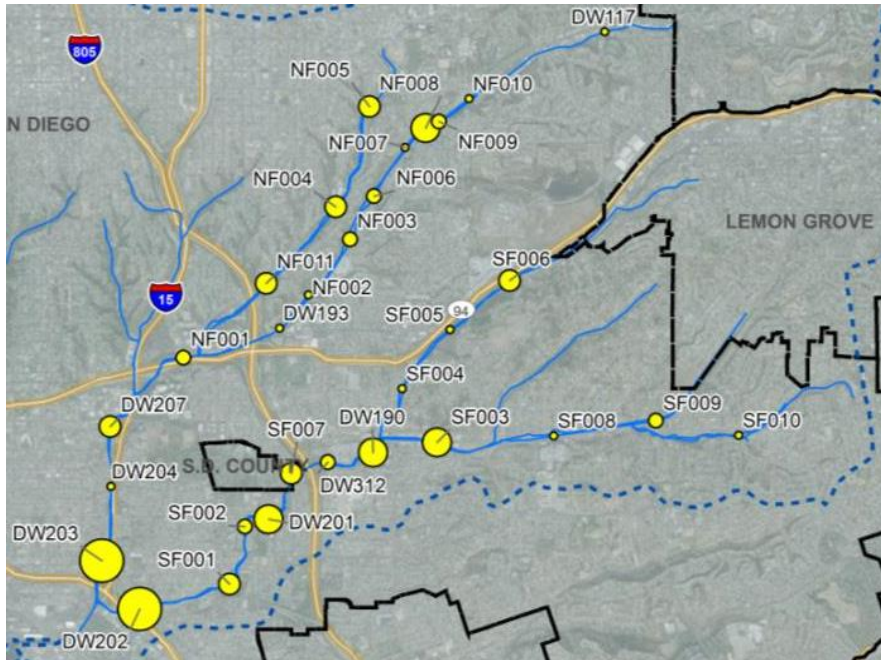 DW117
805
NF005
NF008
NF010
N DIEGO
NF009
NF007
NF004
NF006
NF003
LEMON GROVE
SF006
NF011
15
NF002
DW193
94
SF005
NF001
SF004
DW207
DW190
SF003
SF009
SF007
SF008
SF010
S.D. COUNTY
DW204
DW312
SF002
DW201
DW203
SF001
DW202